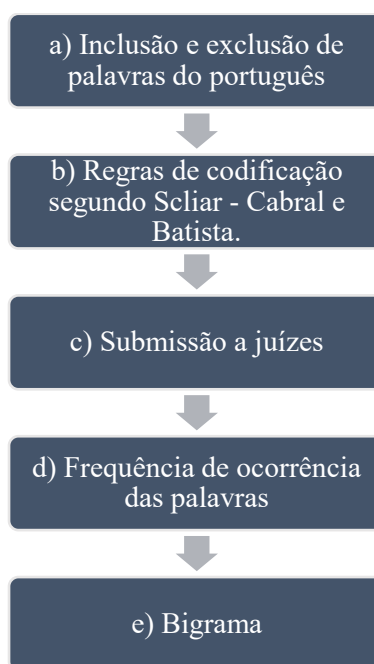 a) Inclusão e exclusão de
palavras do português
b) Regras de codificação
segundo Scliar - Cabral e
Batista.
c) Submissão a juízes
d) Frequência de ocorrência
das palavras
e) Bigrama